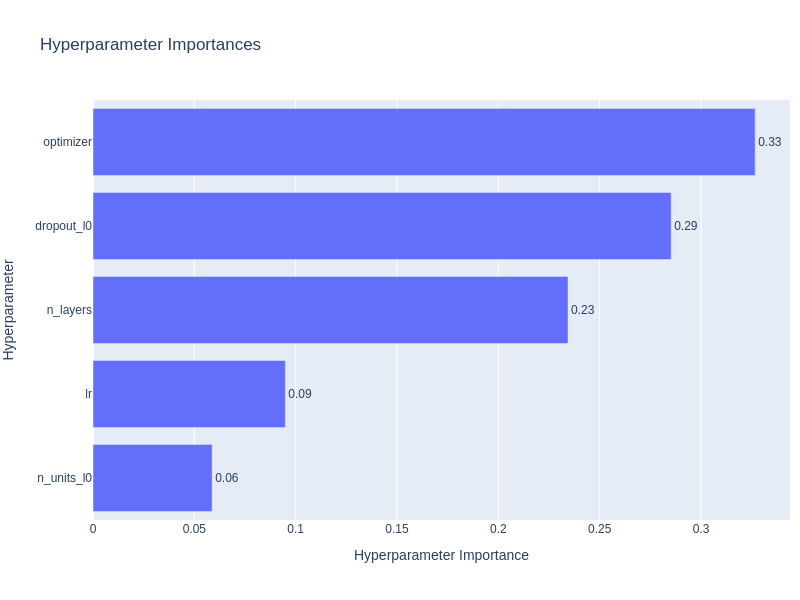 Hyperparameter Importances
optimizer
0.33
dropout_l0
0.29
n_layers
0.23
lr
0.09
n_units_l0
0.06
0
0.05
0.1
0.15
0.2
0.25
0.3
Hyperparameter Importance
Hyperparameter